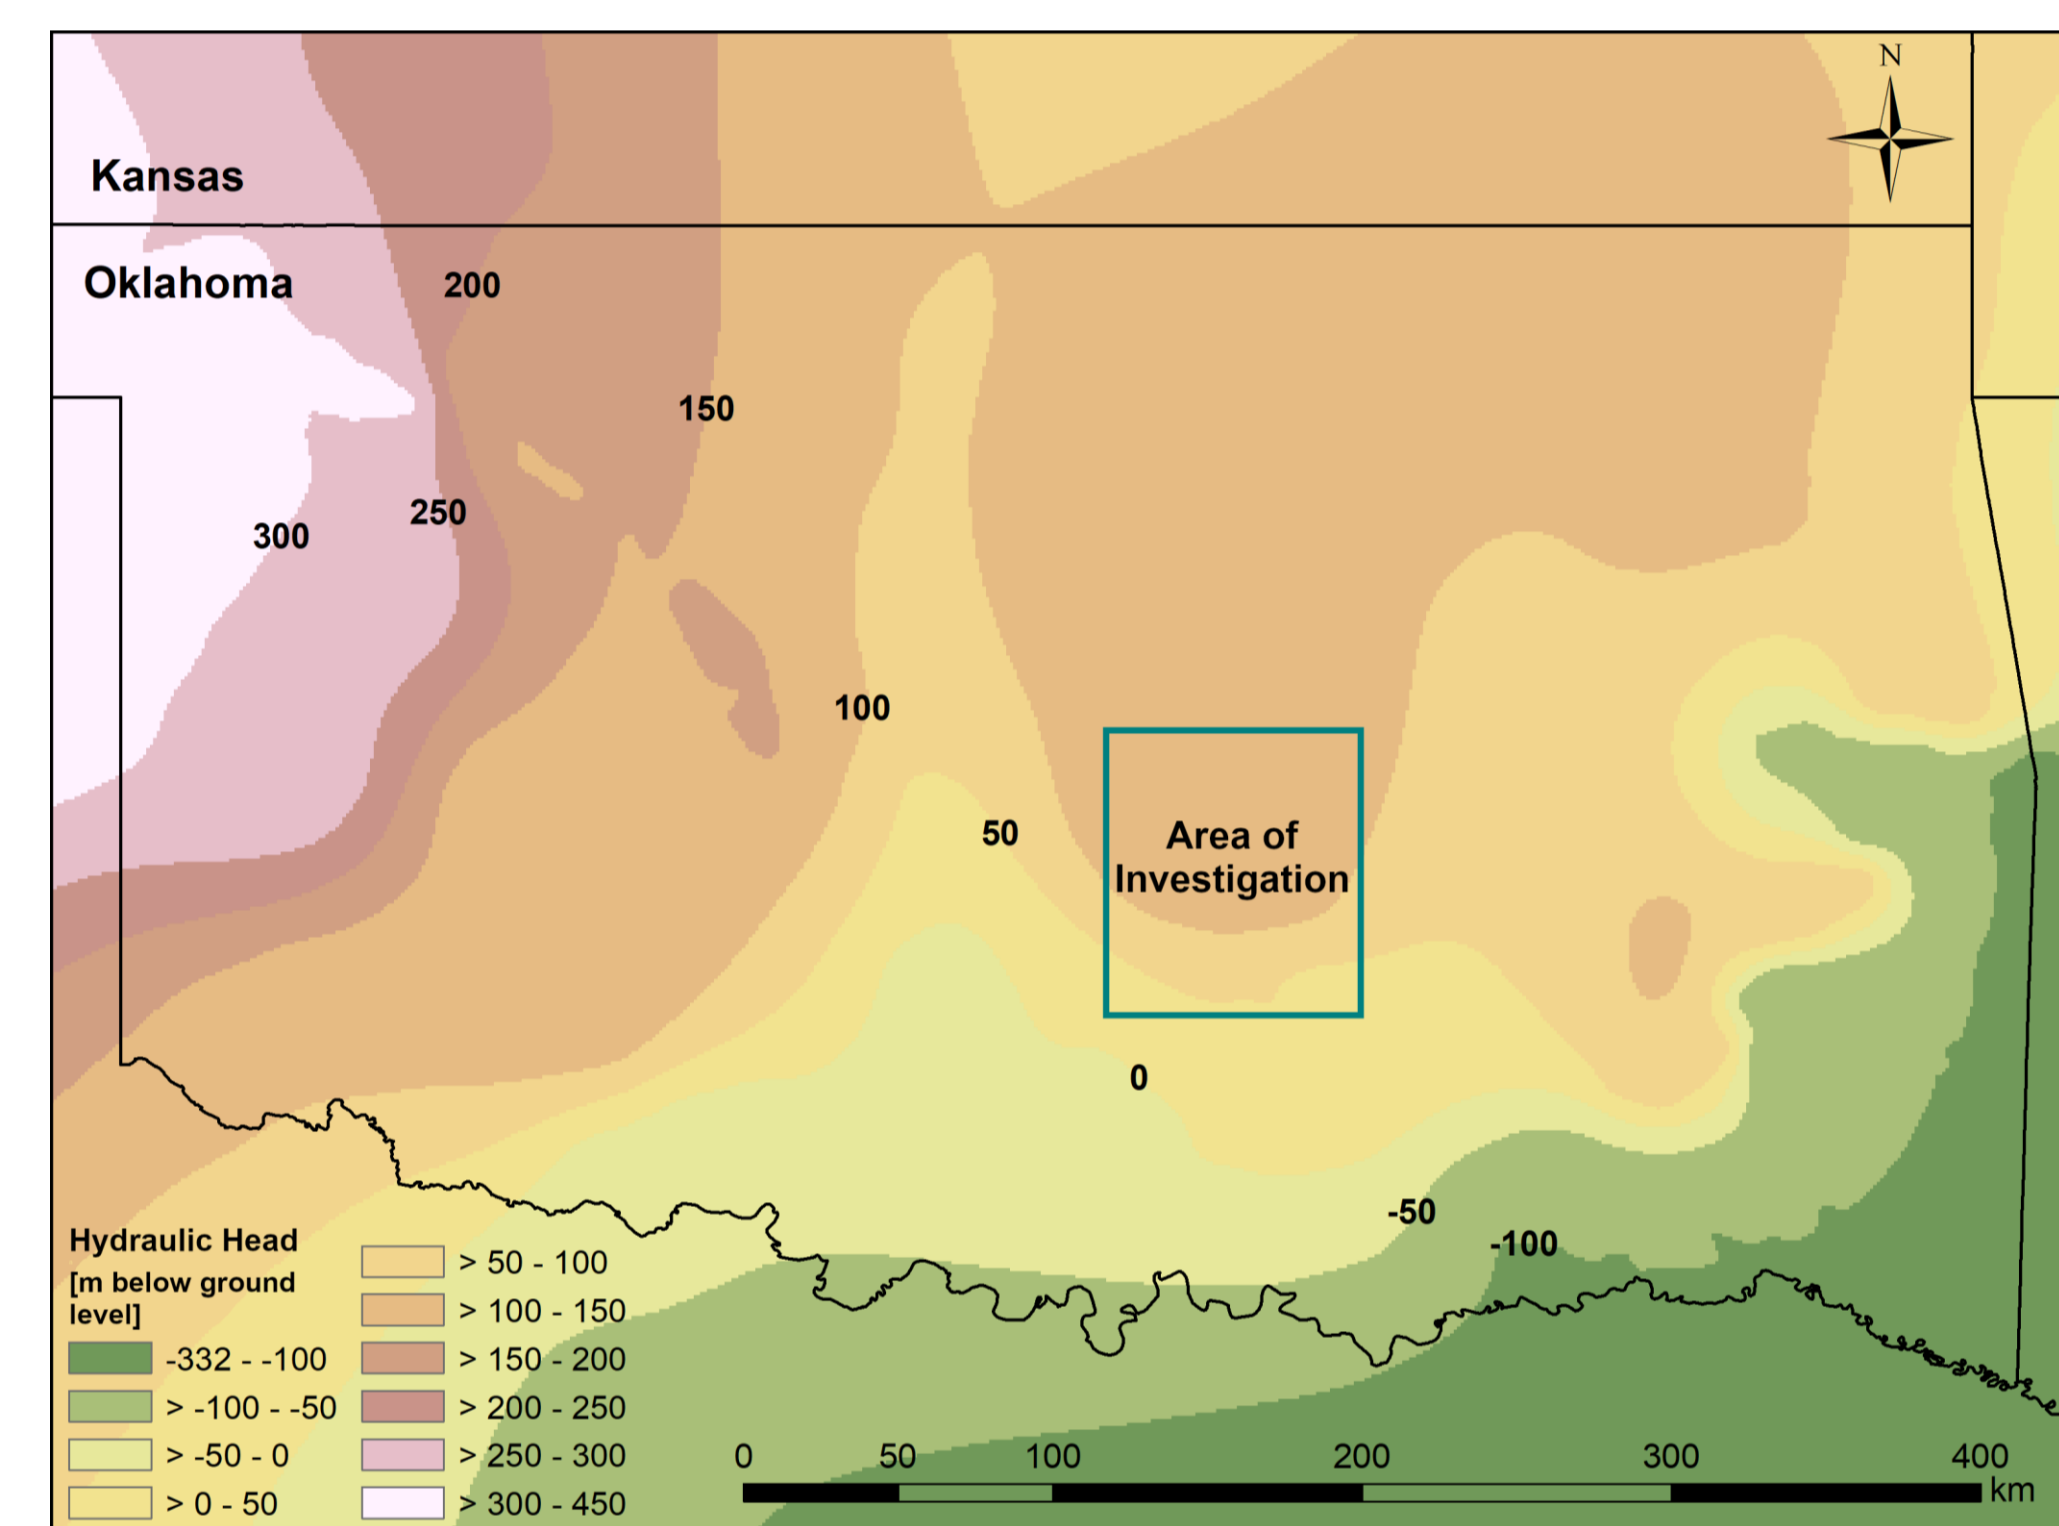 N
Kansas
Oklahoma
200
150
250
300
100
50
Area of
Investigation
0
-50
-100
Hydraulic Head
[m below ground
level]
-332 - -100
> -100 - -50
> -50 - 0
> 0 - 50
> 50 - 100
> 100 - 150
> 150 - 200
> 200 - 250
> 250 - 300
> 300 - 450
0 50 100 200 300 400
km